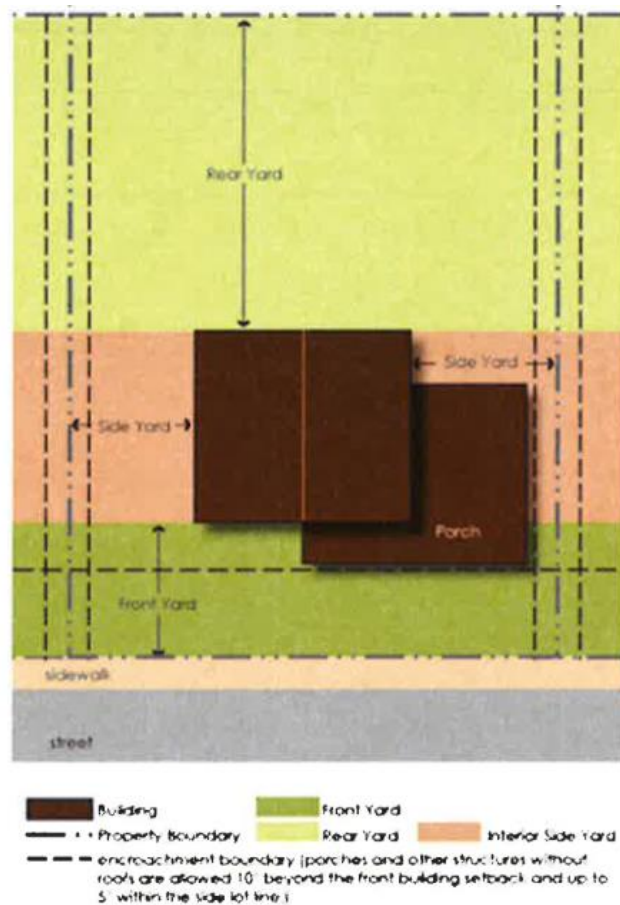 Rear Yard
Side Yard
Side Yard
Porch
Front Yard
sidewalk
street
Building
Front Yard
Property Boundary
Rear Yard
Interior Side Yard
encroachment boundary (porches and other structures without
roofs are allowed 10' beyond the front building setback and up to
5' within the side lot line)